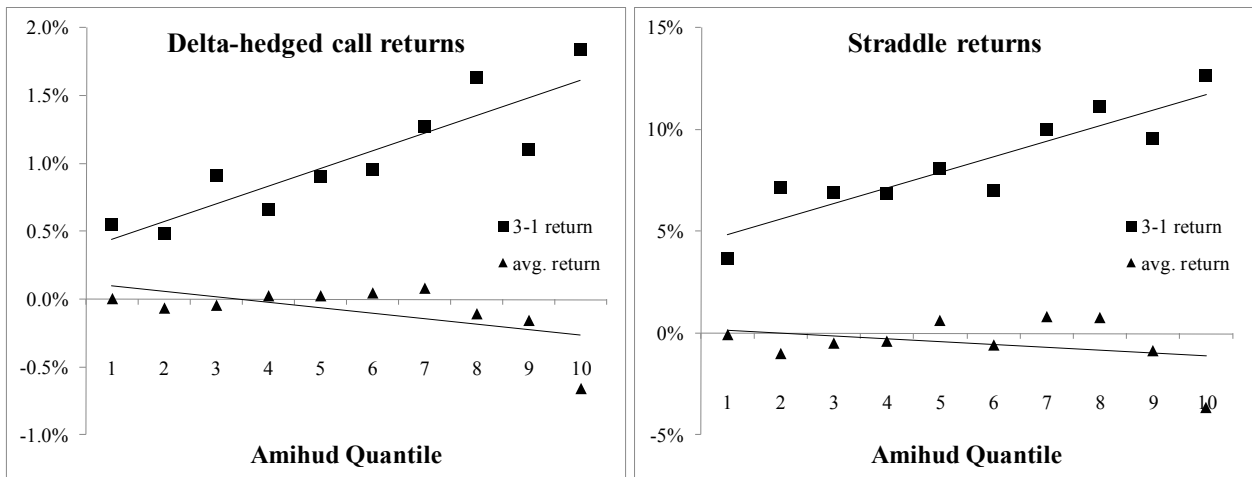 Delta-hedged call returns
2.0%
1.5%
1.0%
0.5%
0.0%
-0.5%
-1.0%
3-1 return
avg. return
1 2 3 4 5 6 7 8 9 10
Amihud Quantile
Straddle returns
15%
10%
5%
0%
-5%
3-1 return
avg. return
1 2 3 4 5 6 7 8 9 10
Amihud Quantile